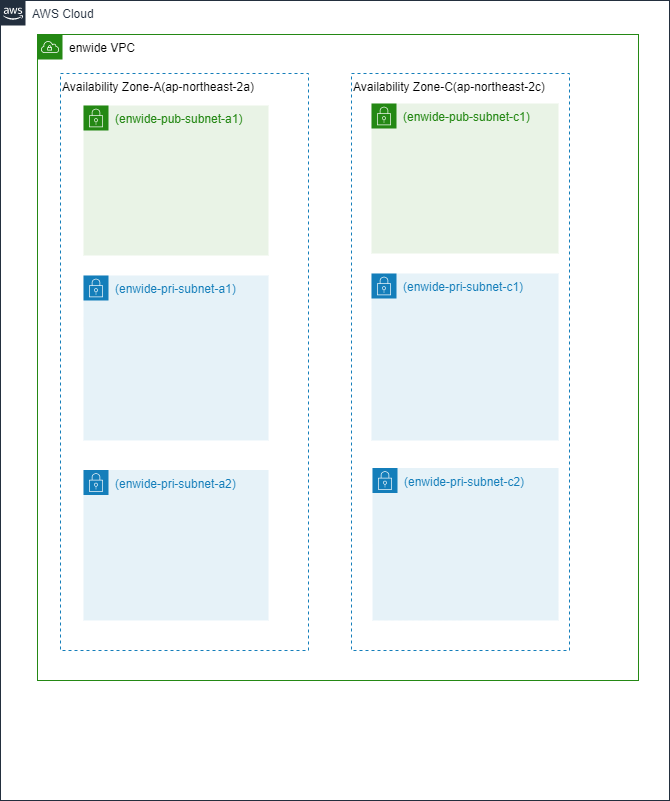 aws
AWS Cloud
enwide VPC
Availability Zone-A(ap-northeast-2a)
(enwide-pub-subnet-a1)
(enwide-pri-subnet-a1)
(enwide-pri-subnet-a2)
Availability Zone-C(ap-northeast-2c)
(enwide-pub-subnet-c1)
(enwide-pri-subnet-c1)
(enwide-pri-subnet-c2)